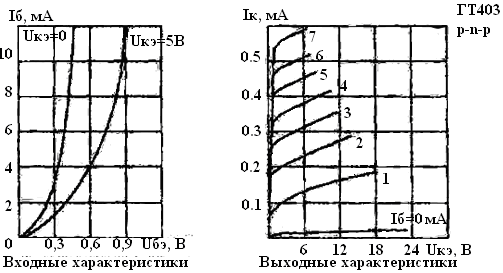 Iб, мА
Uкэ=0
Uкэ=5В
10
8
6
4
2
0
0,3
0,6
0,9
Uбэ, В
Входные характеристики
Iк, мА
ГТ403
p-n-p
0.5
0.4
0.3
0.2
0.1
7
6
5
4
3
2
1
Iб=0мА
6
12
18
24
Uкэ, В
Выходные характеристики